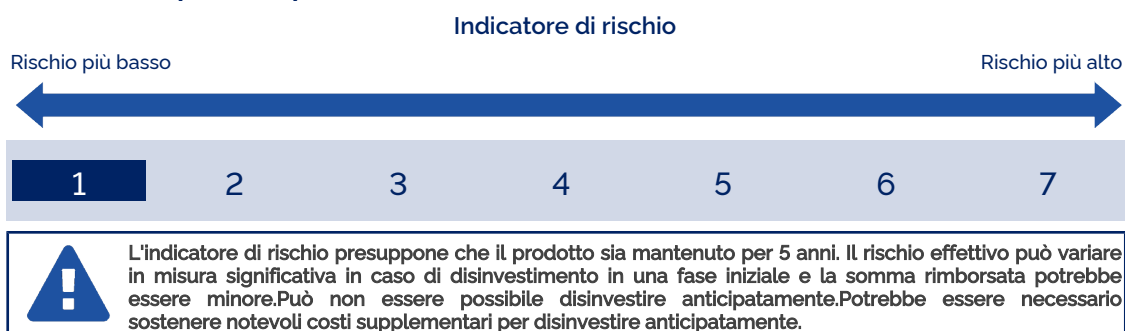 Indicatore di rischio
Rischio più basso
Rischio più alto
1 2 3 4 5 6 7
L'indicatore di rischio presuppone che il prodotto sia mantenuto per 5 anni. Il rischio effettivo può variare
in misura significativa in caso di disinvestimento in una fase iniziale e la somma rimborsata potrebbe
essere minore.Può non essere possibile disinvestire anticipatamente.Potrebbe essere necessario
sostenere notevoli costi supplementari per disinvestire anticipatamente.